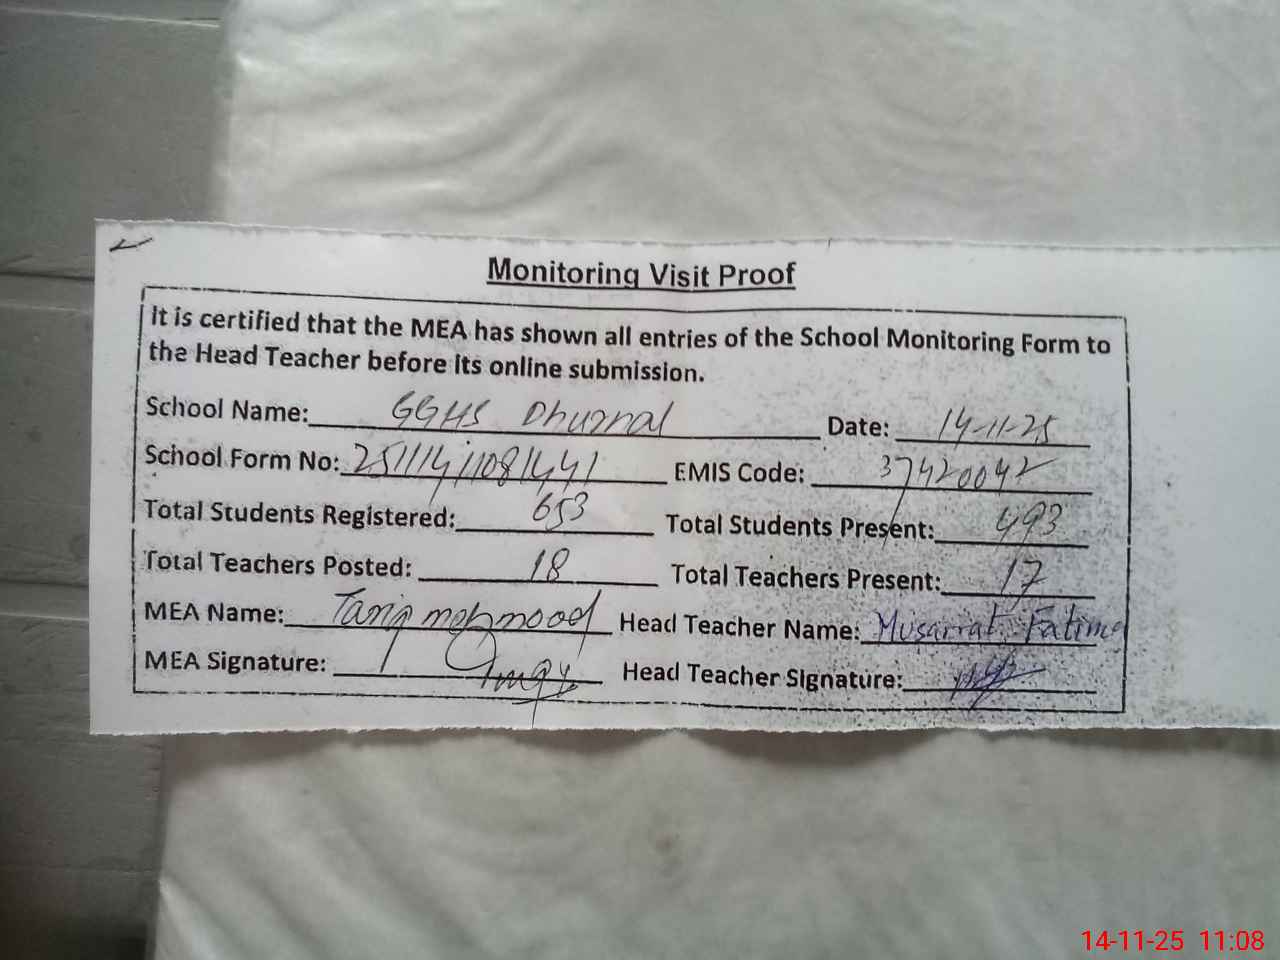 Monitoring Visit Proof
It is certified that the MEA has shown all entries of the School Monitoring Form to
the Head Teacher before its online submission.
School Name: GGHS Dhurnal Date: 14-11-25
School Form No: 25111411081441 EMIS Code: 37420042
Total Students Registered: 653 Total Students Present: 493
Total Teachers Posted: 18 Total Teachers Present: 17
MEA Name: Tariq mehmood Head Teacher Name: Musarrat Fatima
MEA Signature: Head Teacher Signature:
14-11-25 11:08